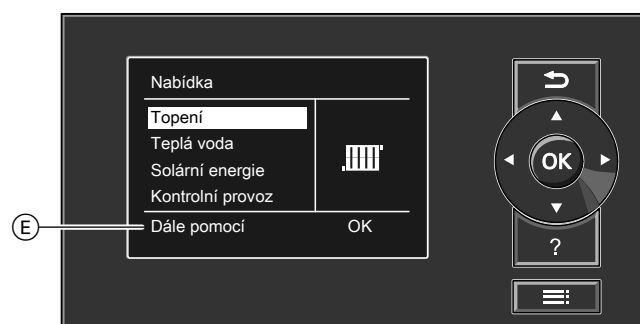 Nabídka
Topení
Teplá voda
Solární energie
Kontrolní provoz
Dále pomocí OK
E
OK
?